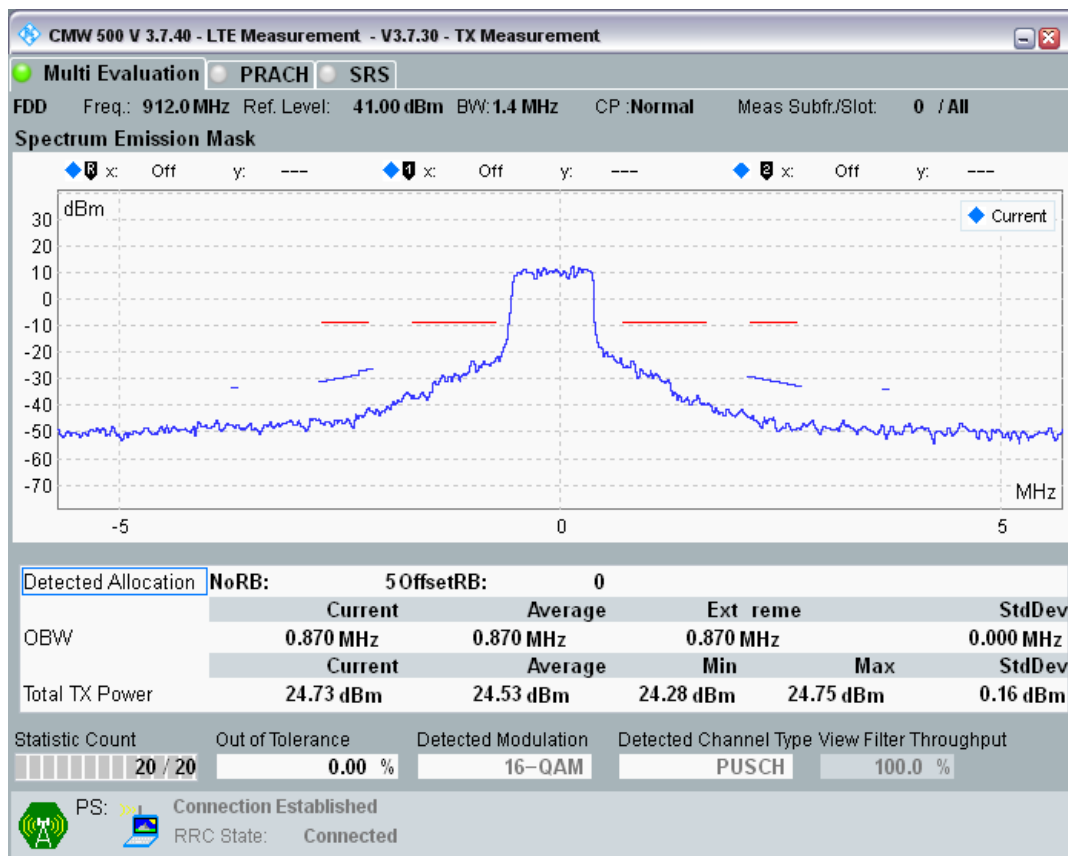 CMW 500 V 3.7.40 - LTE Measurement - V3.7.30 - TX Measurement
Multi Evaluation PRACH SRS
FDD Freq.: 912.0 MHz Ref. Level: 41.00 dBm BW: 1.4 MHz CP :Normal Meas Subfr./Slot: 0 / All
Spectrum Emission Mask
R x: Off y: --- 1 x: Off y: --- 2 x: Off y: ---
dBm
Current
30
20
10
0
-10
-20
-30
-40
-50
-60
-70
MHz
-5 0 5
Detected Allocation NoRB: 5 OffsetRB: 0
Current Average Ext reme StdDev
OBW 0.870 MHz 0.870 MHz 0.870 MHz 0.000 MHz
Current Average Min Max StdDev
Total TX Power 24.73 dBm 24.53 dBm 24.28 dBm 24.75 dBm 0.16 dBm
Statistic Count Out of Tolerance Detected Modulation Detected Channel Type View Filter Throughput
20 / 20 0.00 % 16-QAM PUSCH 100.0 %
PS: Connection Established
RRC State: Connected